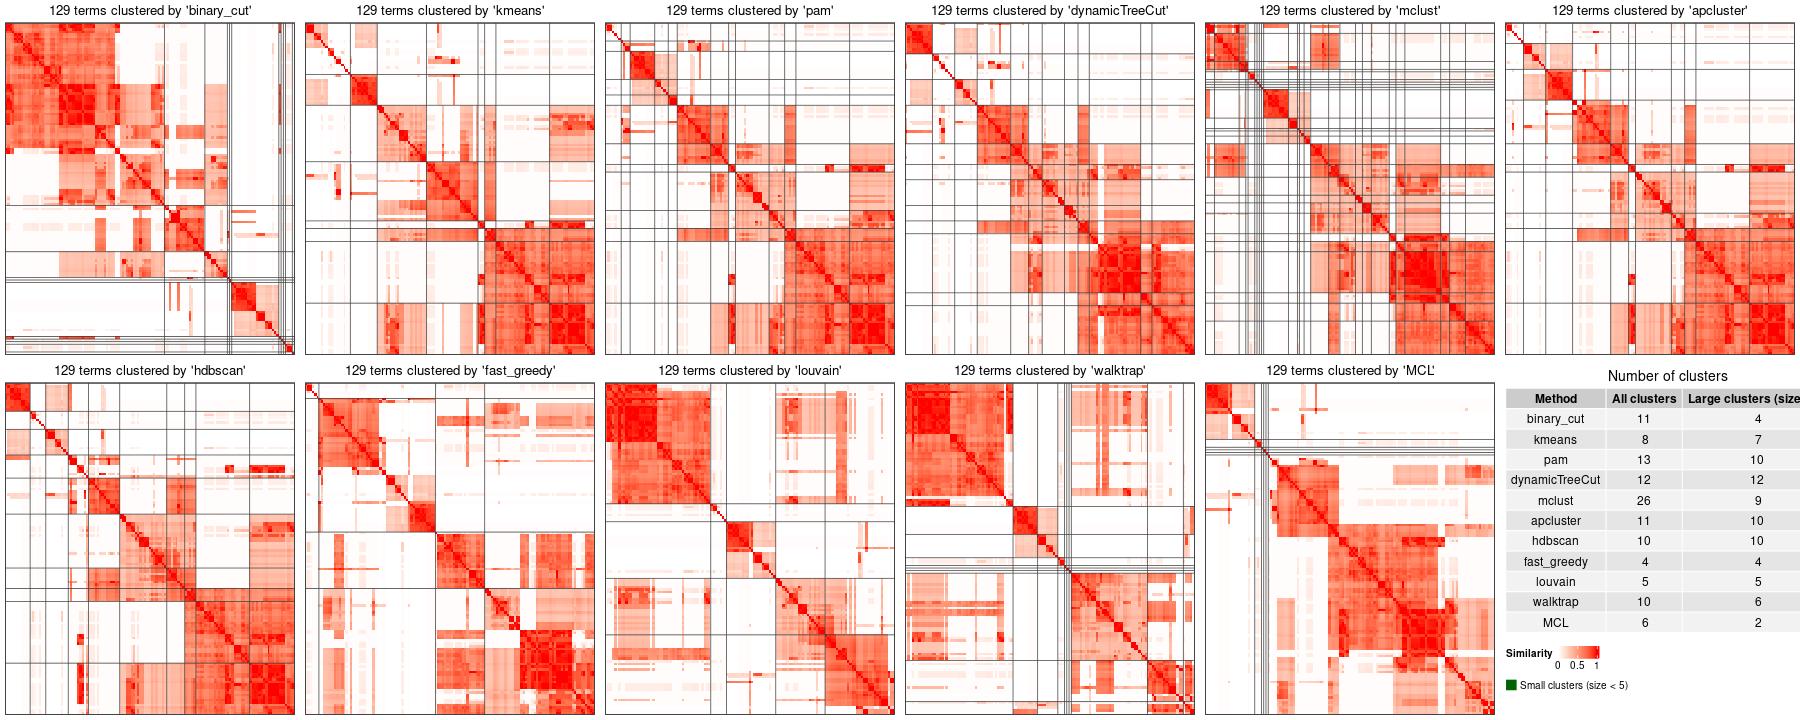 129 terms clustered by 'binary_cut'
129 terms clustered by 'kmeans'
129 terms clustered by 'pam'
129 terms clustered by 'dynamicTreeCut'
129 terms clustered by 'mclust'
129 terms clustered by 'apcluster'
129 terms clustered by 'hdbscan'
129 terms clustered by 'fast_greedy'
129 terms clustered by 'louvain'
129 terms clustered by 'walktrap'
129 terms clustered by 'MCL'
Number of clusters
Method All clusters Large clusters (size
binary_cut 11 4
kmeans 8 7
pam 13 10
dynamicTreeCut 12 12
mclust 26 9
apcluster 11 10
hdbscan 10 10
fast_greedy 4 4
louvain 5 5
walktrap 10 6
MCL 6 2
Similarity
0 0.5 1
Small clusters (size < 5)